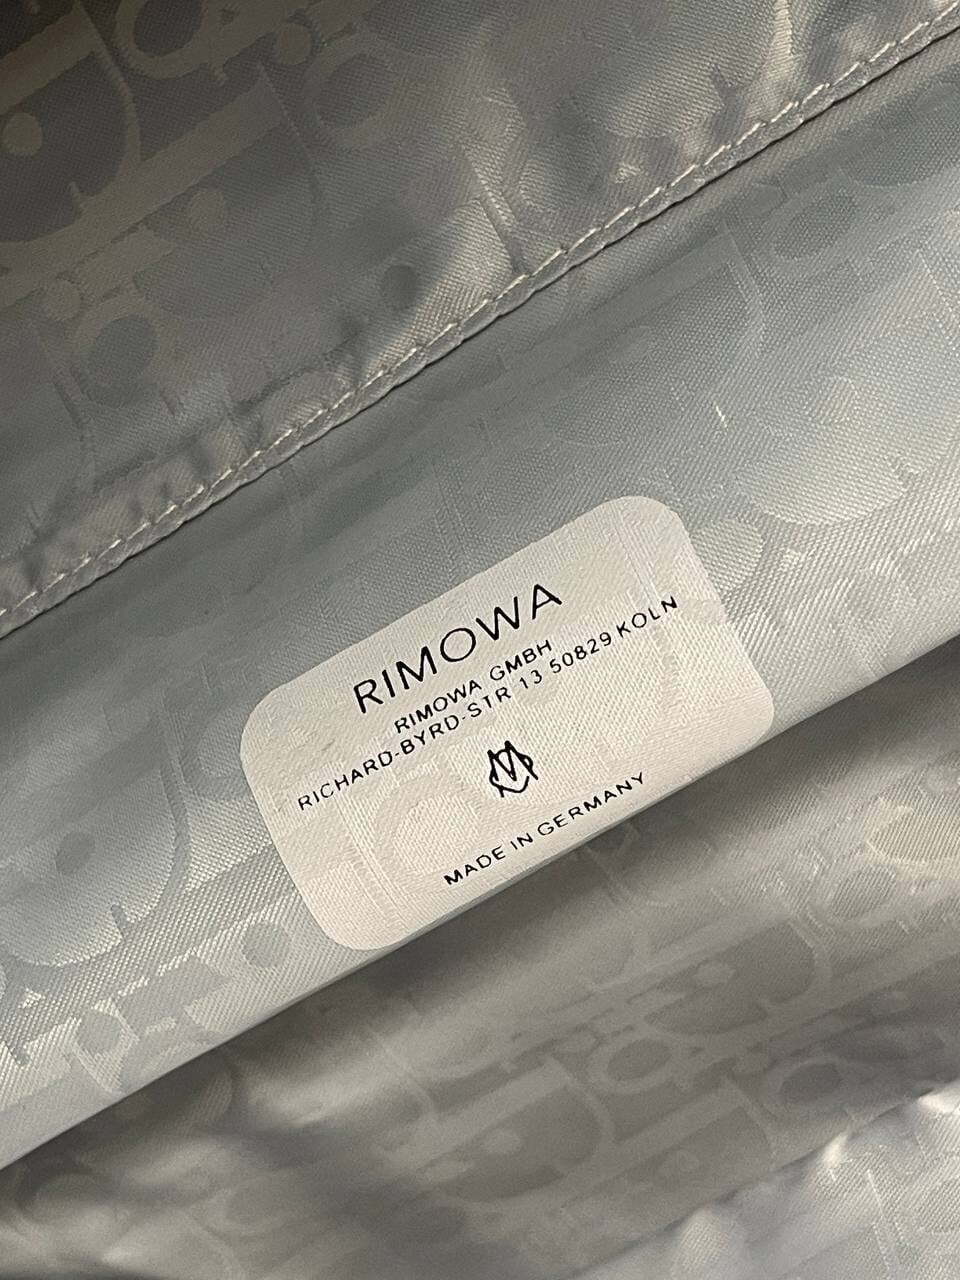 RIMOWA
RIMOWA GMBH
RICHARD-BYRD-STR 13 50829 KOLN
MADE IN GERMANY